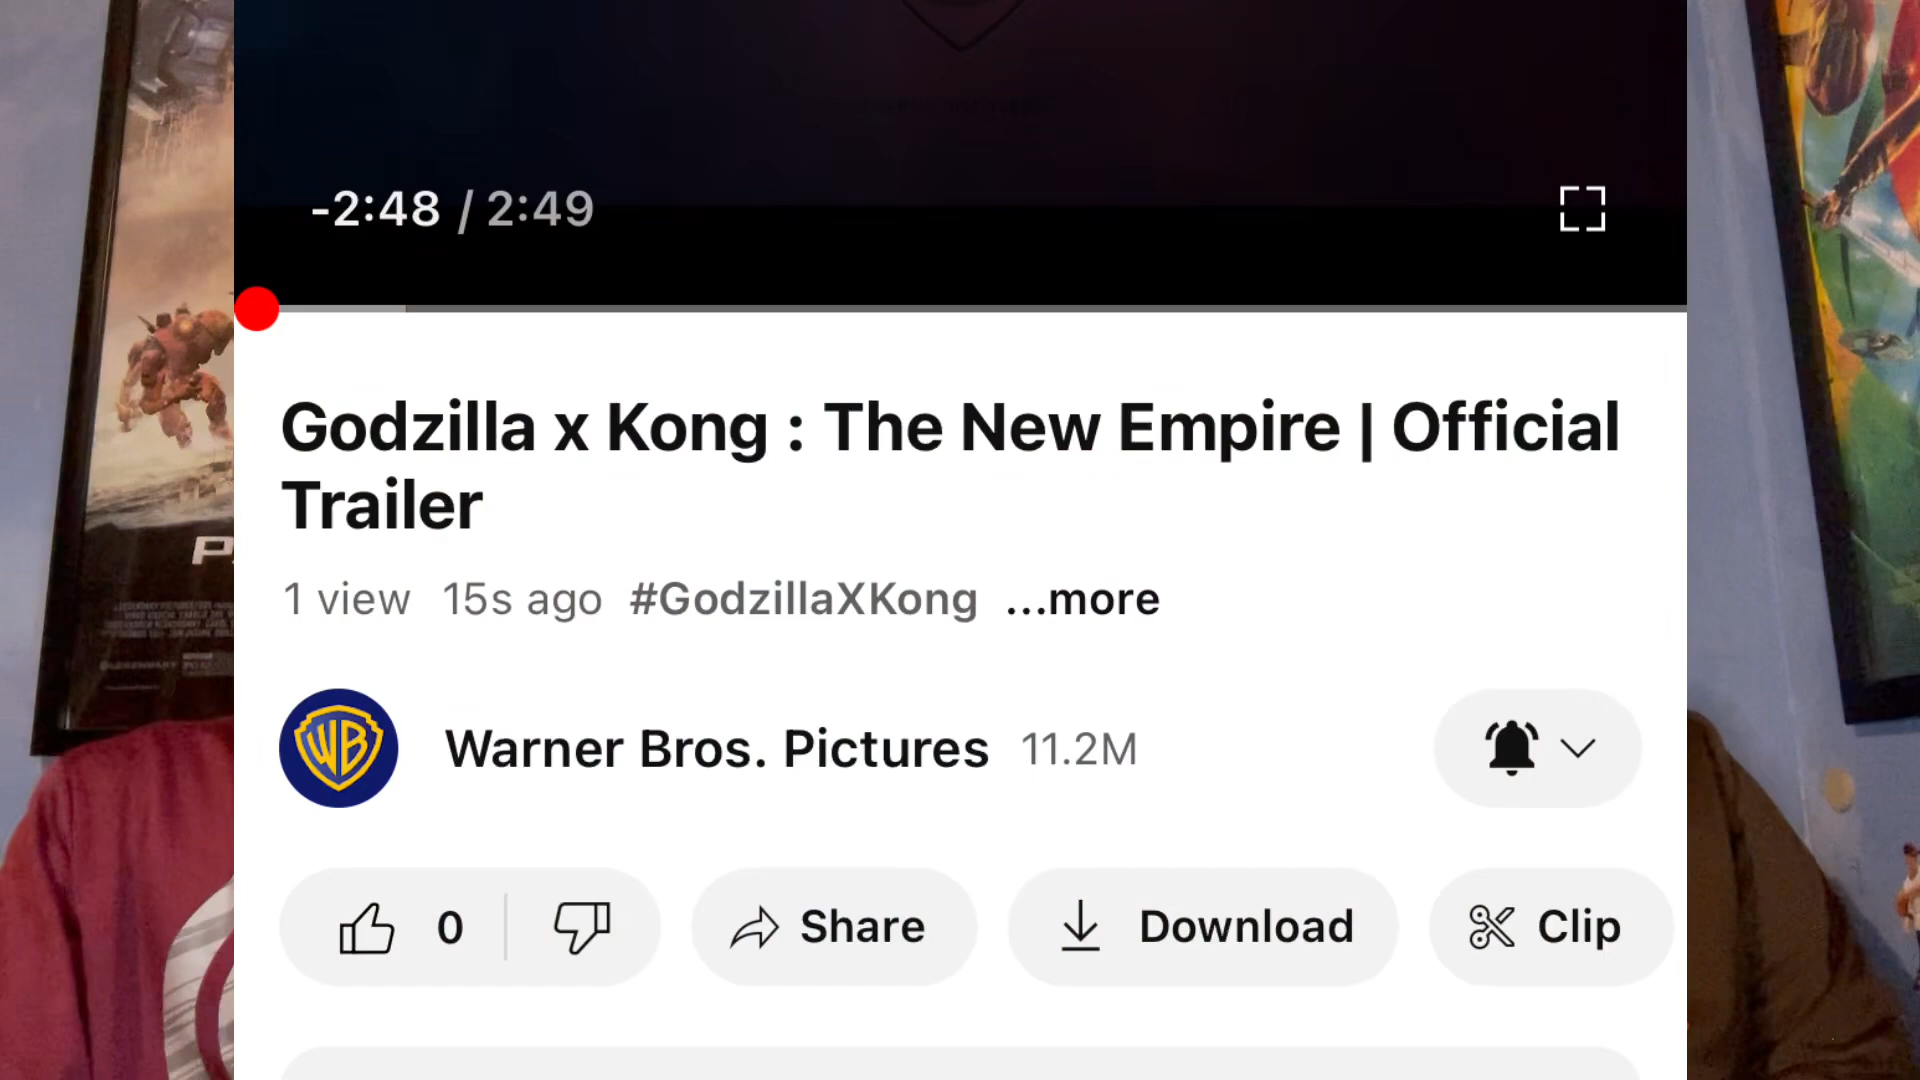 -2:48 / 2:49
Godzilla x Kong : The New Empire | Official
Trailer
1 view 15s ago #GodzillaXKong ...more
WB Warner Bros. Pictures 11.2M
0 Share Download Clip